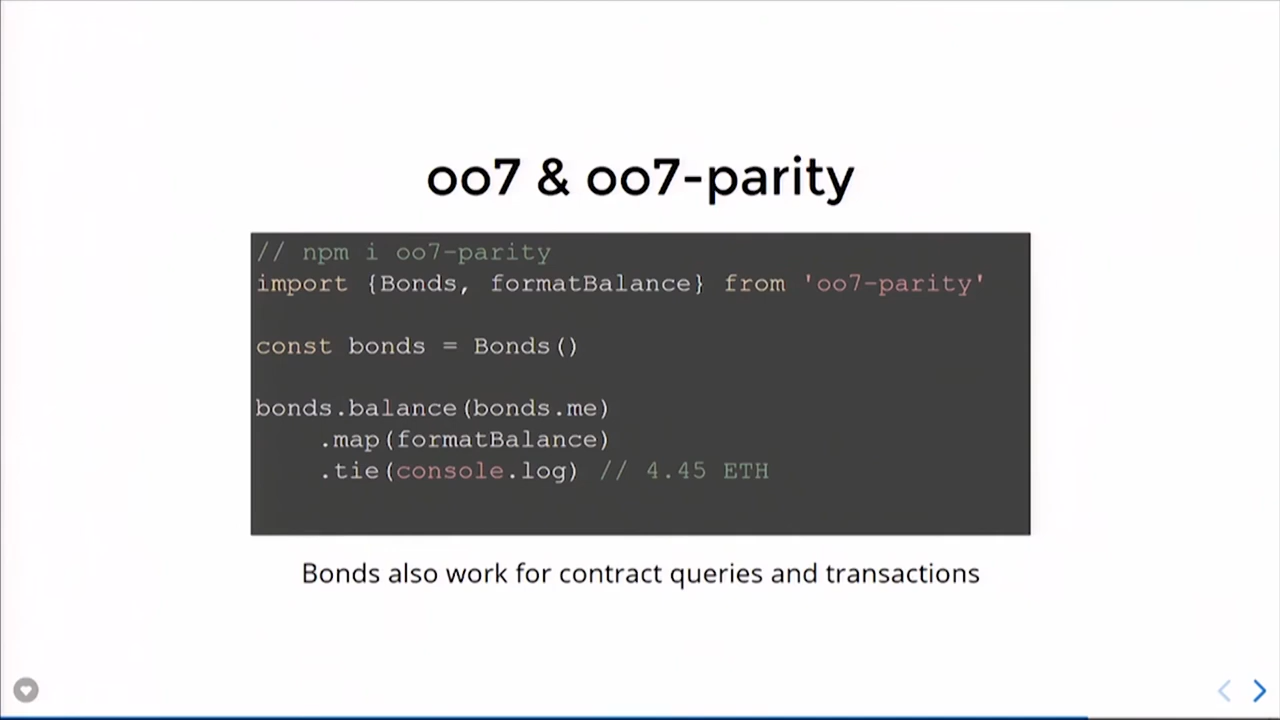 oo7 & oo7-parity
// npm i oo7-parity
import {Bonds, formatBalance} from 'oo7-parity'
const bonds = Bonds()
bonds.balance(bonds.me)
.map(formatBalance)
.tie(console.log) // 4.45 ETH
Bonds also work for contract queries and transactions